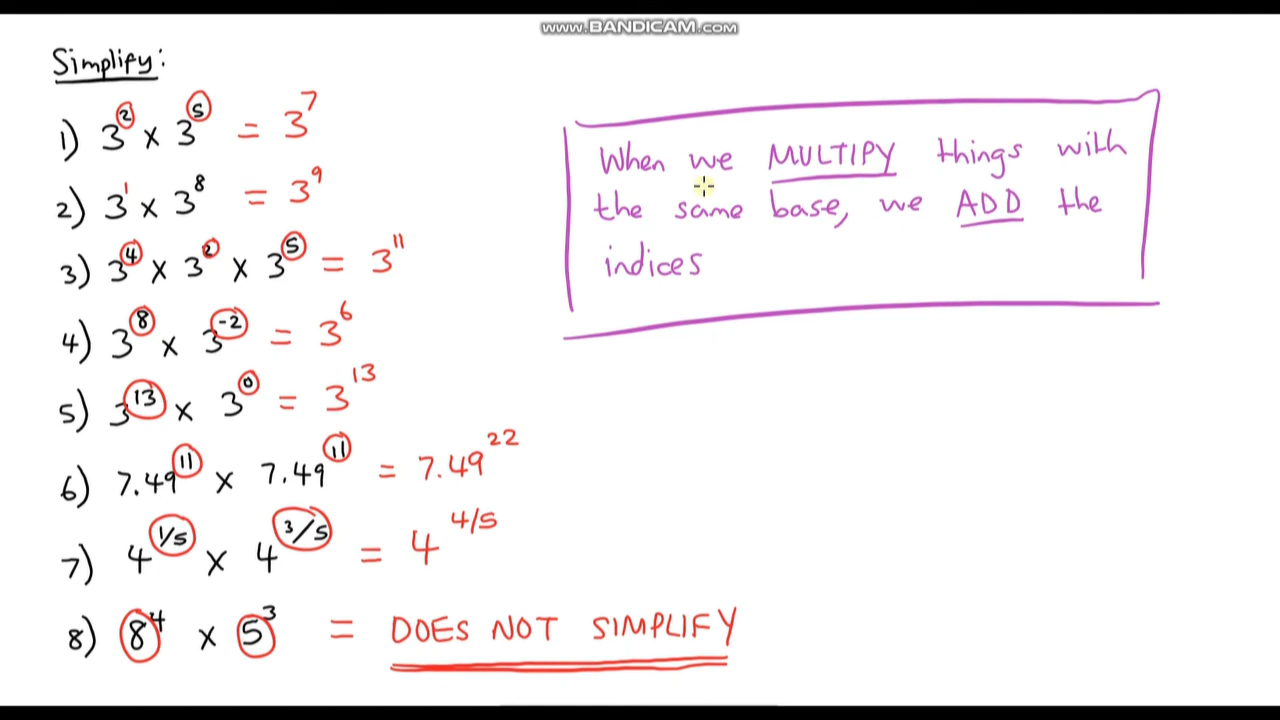 www.BANDICAM.com
Simplify:
1) 3² × 3⁵ = 3⁷
2) 3¹ × 3⁸ = 3⁹
3) 3⁴ × 3² × 3⁵ = 3¹¹
4) 3⁸ × 3⁻² = 3⁶
5) 3¹³ × 3⁰ = 3¹³
6) 7.49¹¹ × 7.49¹¹ = 7.49²²
7) 4^(1/5) × 4^(3/5) = 4^(4/5)
8) 8⁴ × 5³ = DOES NOT SIMPLIFY
When we MULTIPY things with
the same base, we ADD the
indices